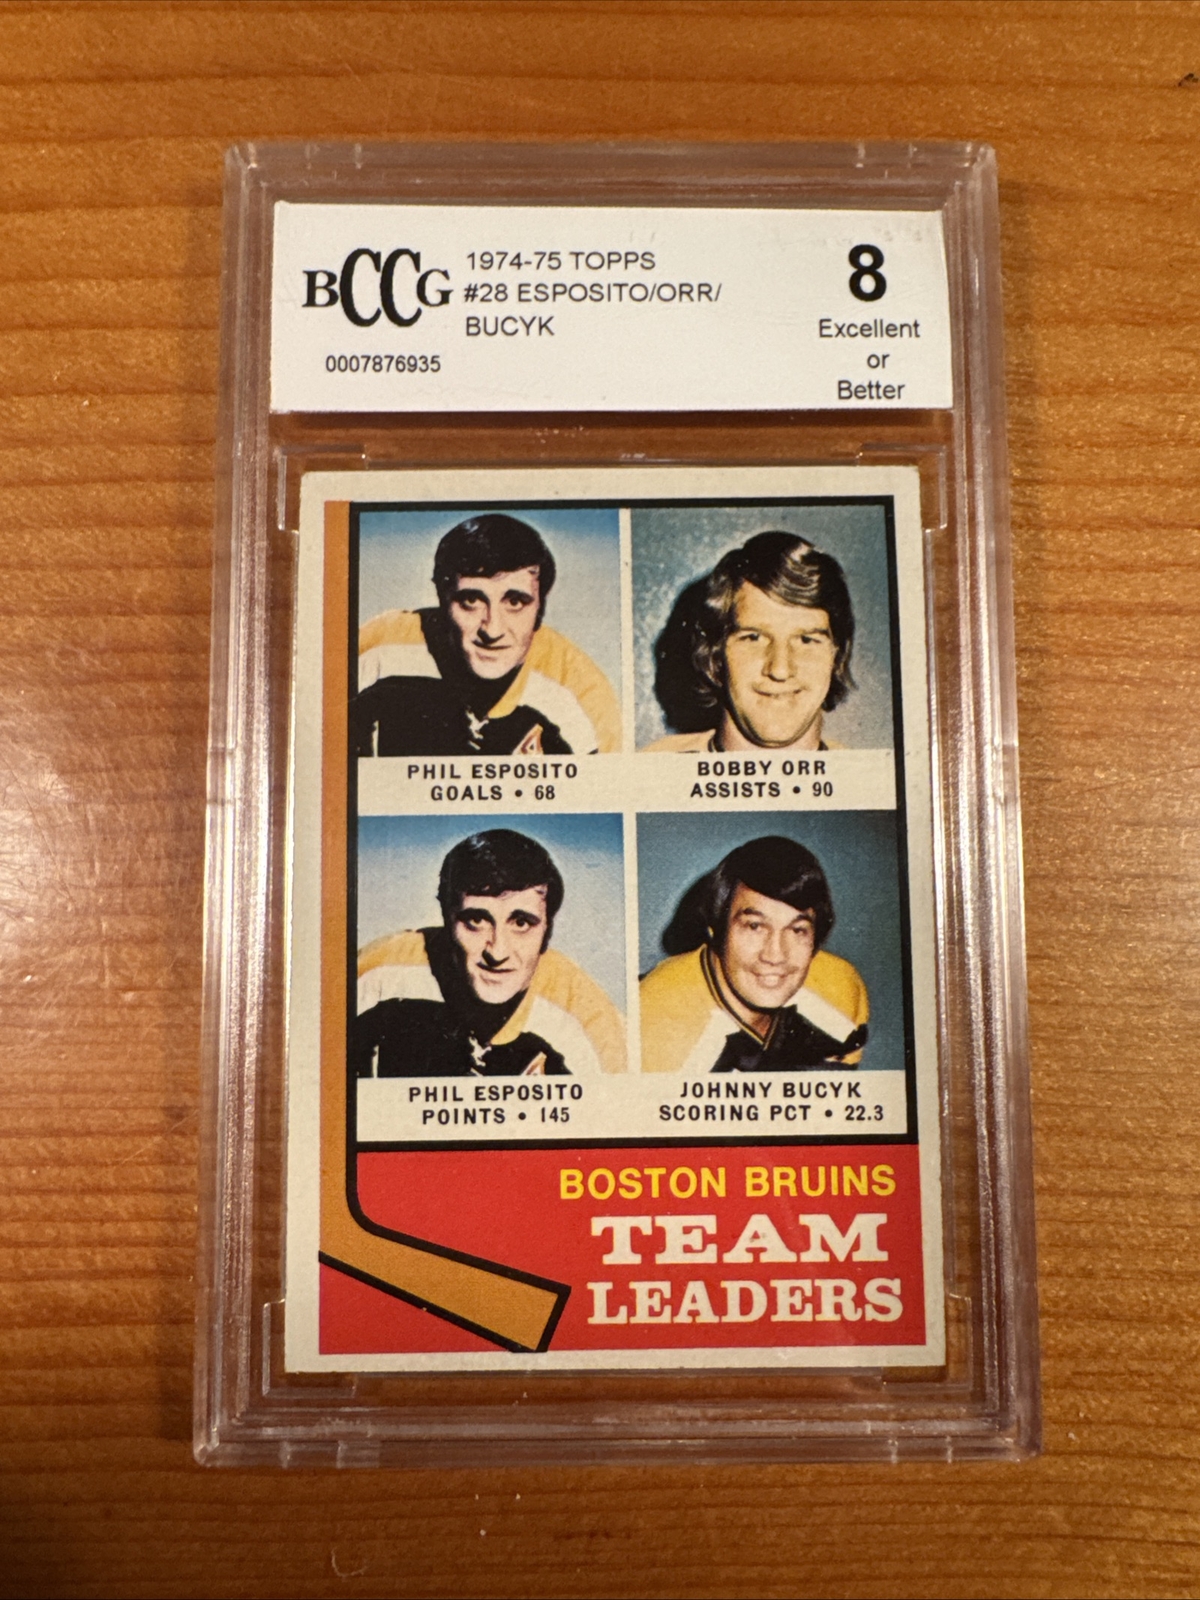 BCCG
1974-75 TOPPS
#28 ESPOSITO/ORR/
BUCYK
0007876935
8
Excellent
or
Better
PHIL ESPOSITO
GOALS • 68
BOBBY ORR
ASSISTS • 90
PHIL ESPOSITO
POINTS • 145
JOHNNY BUCYK
SCORING PCT • 22.3
BOSTON BRUINS
TEAM
LEADERS